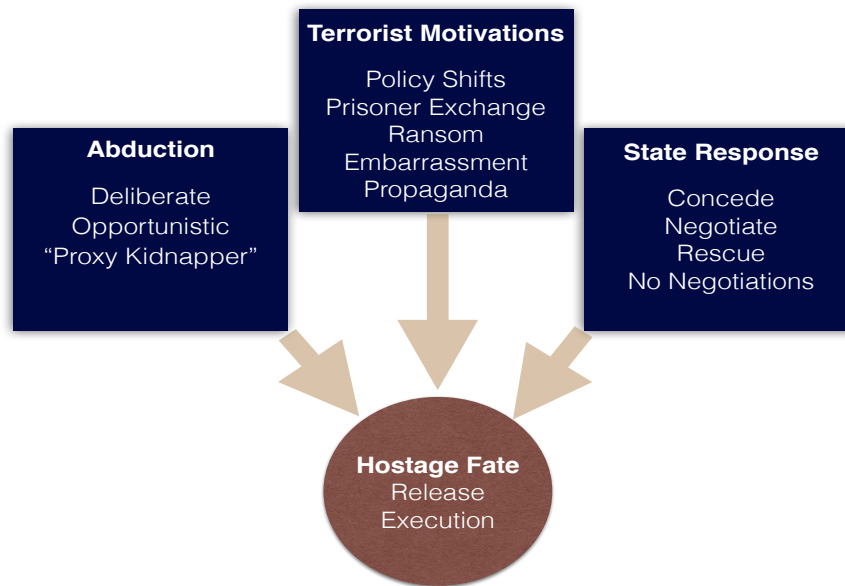 Terrorist Motivations
Policy Shifts
Prisoner Exchange
Ransom
Embarrassment
Propaganda
Abduction
Deliberate
Opportunistic
“Proxy Kidnapper”
State Response
Concede
Negotiate
Rescue
No Negotiations
Hostage Fate
Release
Execution